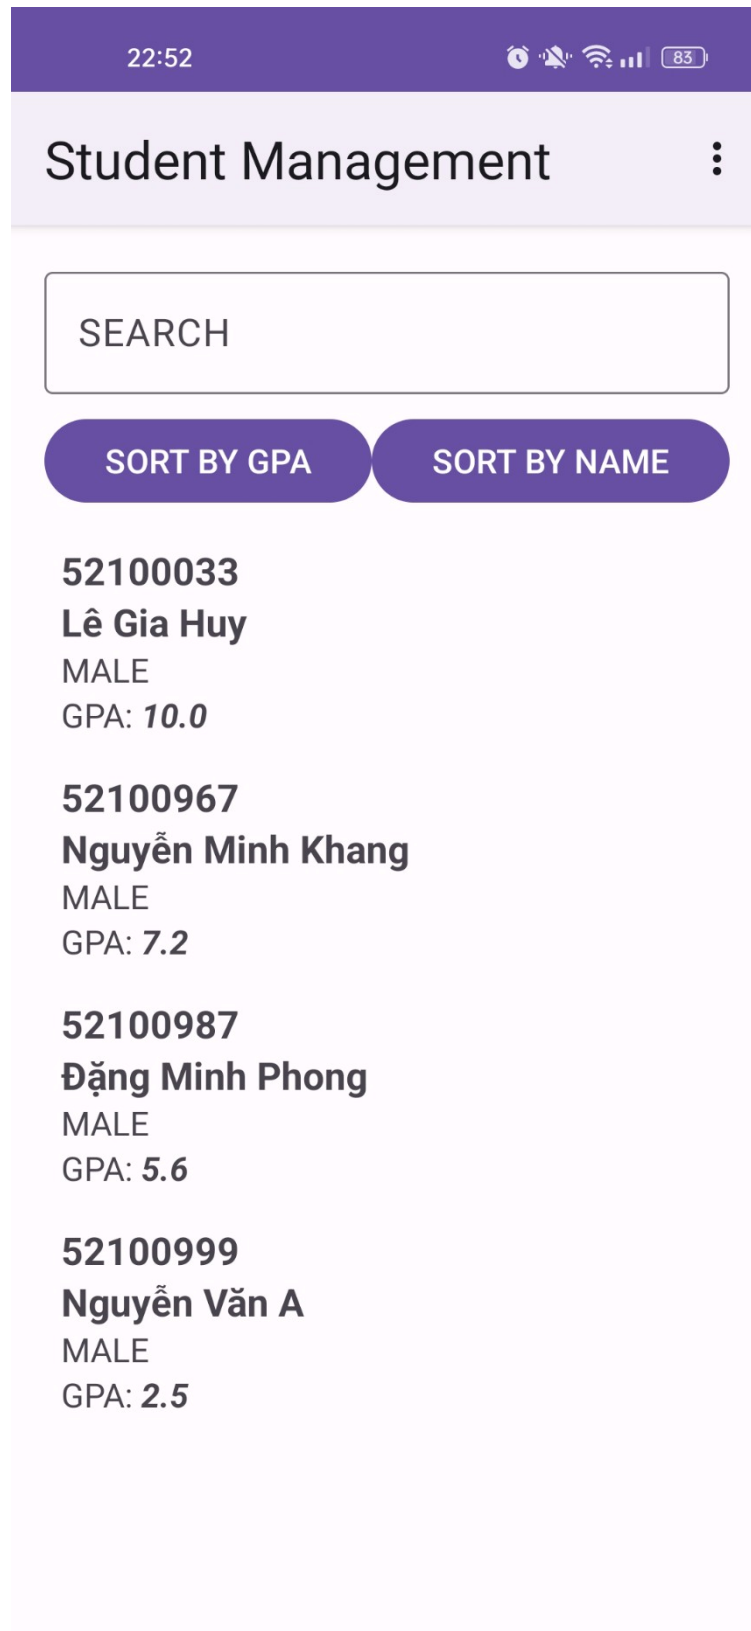 22:52 83
Student Management
SEARCH
SORT BY GPA SORT BY NAME
52100033
Lê Gia Huy
MALE
GPA: 10.0
52100967
Nguyễn Minh Khang
MALE
GPA: 7.2
52100987
Đặng Minh Phong
MALE
GPA: 5.6
52100999
Nguyễn Văn A
MALE
GPA: 2.5